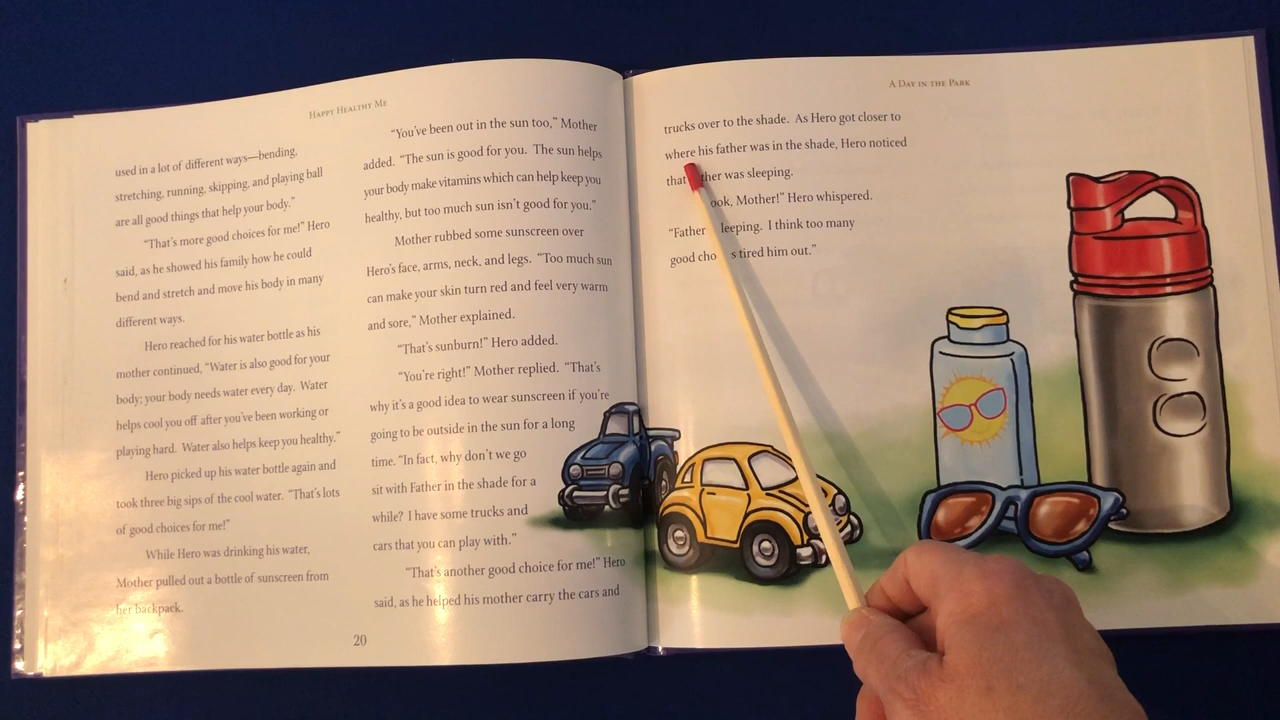 HAPPY HEALTHY ME
used in a lot of different ways—bending,
stretching, running, skipping, and playing ball
are all good things that help your body."
"That's more good choices for me!" Hero
said, as he showed his family how he could
bend and stretch and move his body in many
different ways.
Hero reached for his water bottle as his
mother continued, "Water is also good for your
body; your body needs water every day. Water
helps cool you off after you've been working or
playing hard. Water also helps keep you healthy."
Hero picked up his water bottle again and
took three big sips of the cool water. "That's lots
of good choices for me!"
While Hero was drinking his water,
Mother pulled out a bottle of sunscreen from
her backpack.
"You've been out in the sun too," Mother
added. "The sun is good for you. The sun helps
your body make vitamins which can help keep you
healthy, but too much sun isn't good for you."
Mother rubbed some sunscreen over
Hero's face, arms, neck, and legs. "Too much sun
can make your skin turn red and feel very warm
and sore," Mother explained.
"That's sunburn!" Hero added.
"You're right!" Mother replied. "That's
why it's a good idea to wear sunscreen if you're
going to be outside in the sun for a long
time. "In fact, why don't we go
sit with Father in the shade for a
while? I have some trucks and
cars that you can play with."
"That's another good choice for me!" Hero
said, as he helped his mother carry the cars and
20
A DAY IN THE PARK
trucks over to the shade. As Hero got closer to
where his father was in the shade, Hero noticed
that ther was sleeping.
ook, Mother!" Hero whispered.
"Father leeping. I think too many
good cho s tired him out."